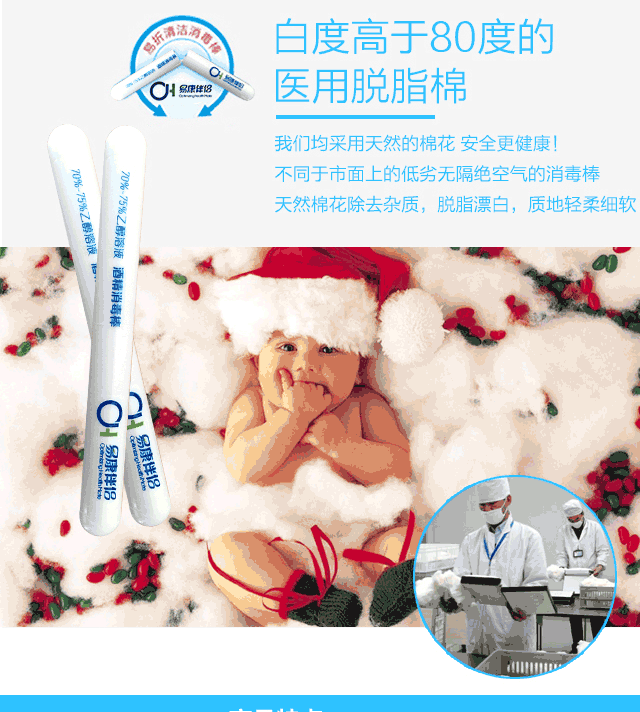 易折清洁消毒棒
易康伴侣
白度高于80度的
医用脱脂棉
我们均采用天然的棉花 安全更健康！
不同于市面上的低劣无隔绝空气的消毒棒
天然棉花除去杂质，脱脂漂白，质地轻柔细软
70%-75%乙醇溶液
70%-75%乙醇溶液 酒精消毒棒
易康伴侣
易康伴侣